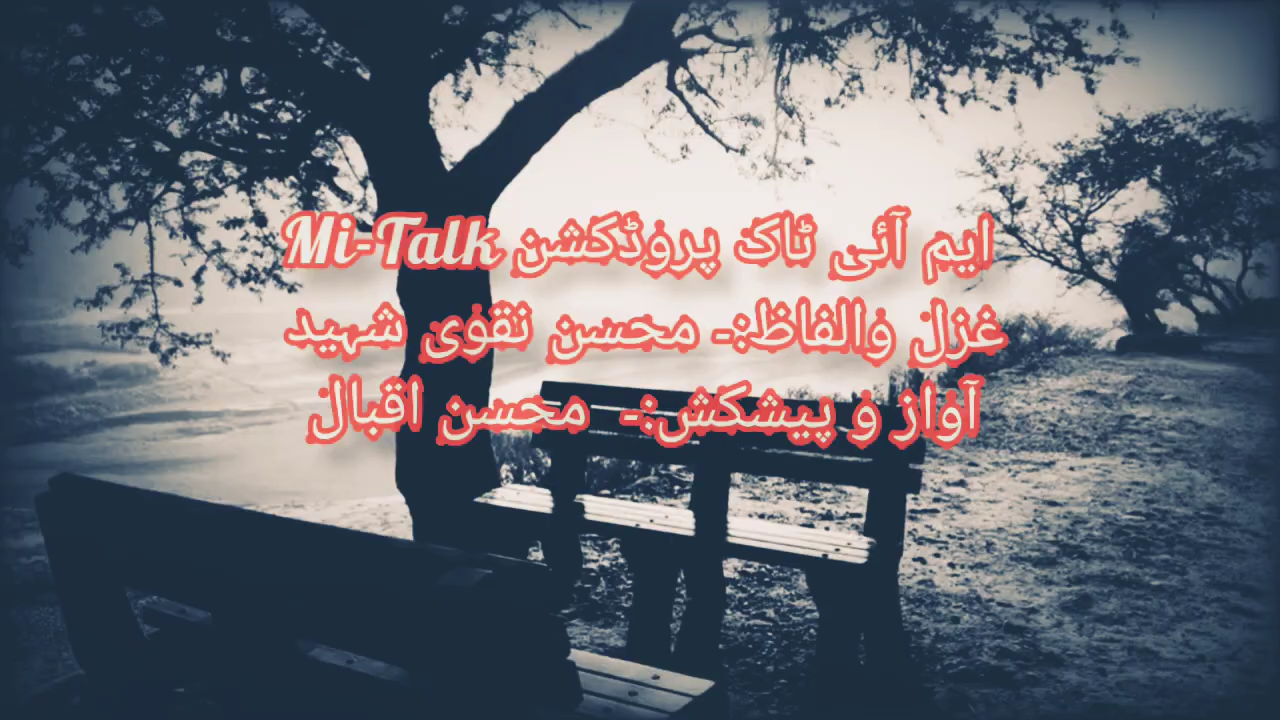 ایم آئی ٹاک پروڈکشن Mi-Talk
غزل والفاظ:- محسن نقوی شہید
آواز و پیشکش:- محسن اقبال